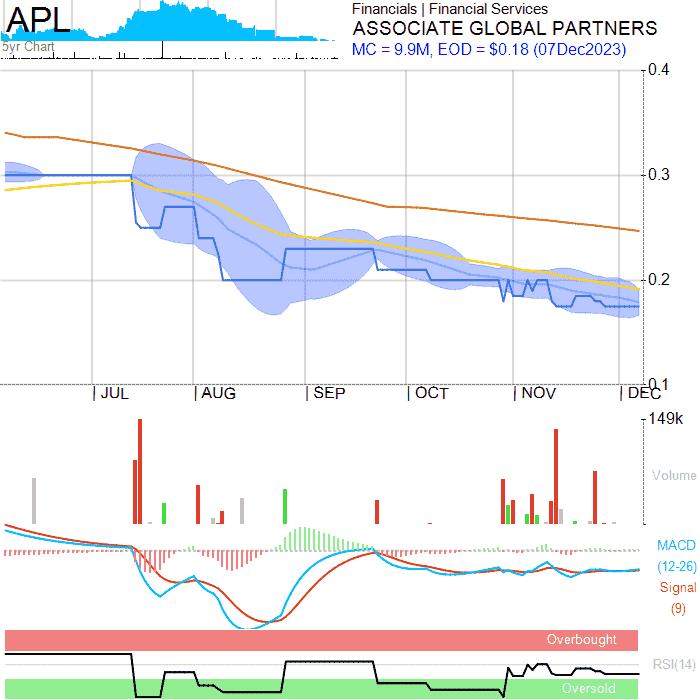 APL
5yr Chart
Financials | Financial Services
ASSOCIATE GLOBAL PARTNERS
MC = 9.9M, EOD = $0.18 (07Dec2023)
0.4
0.3
0.2
0.1
| JUL | AUG | SEP | OCT | NOV | DEC
149k
Volume
MACD
(12-26)
Signal
(9)
Overbought
RSI(14)
Oversold